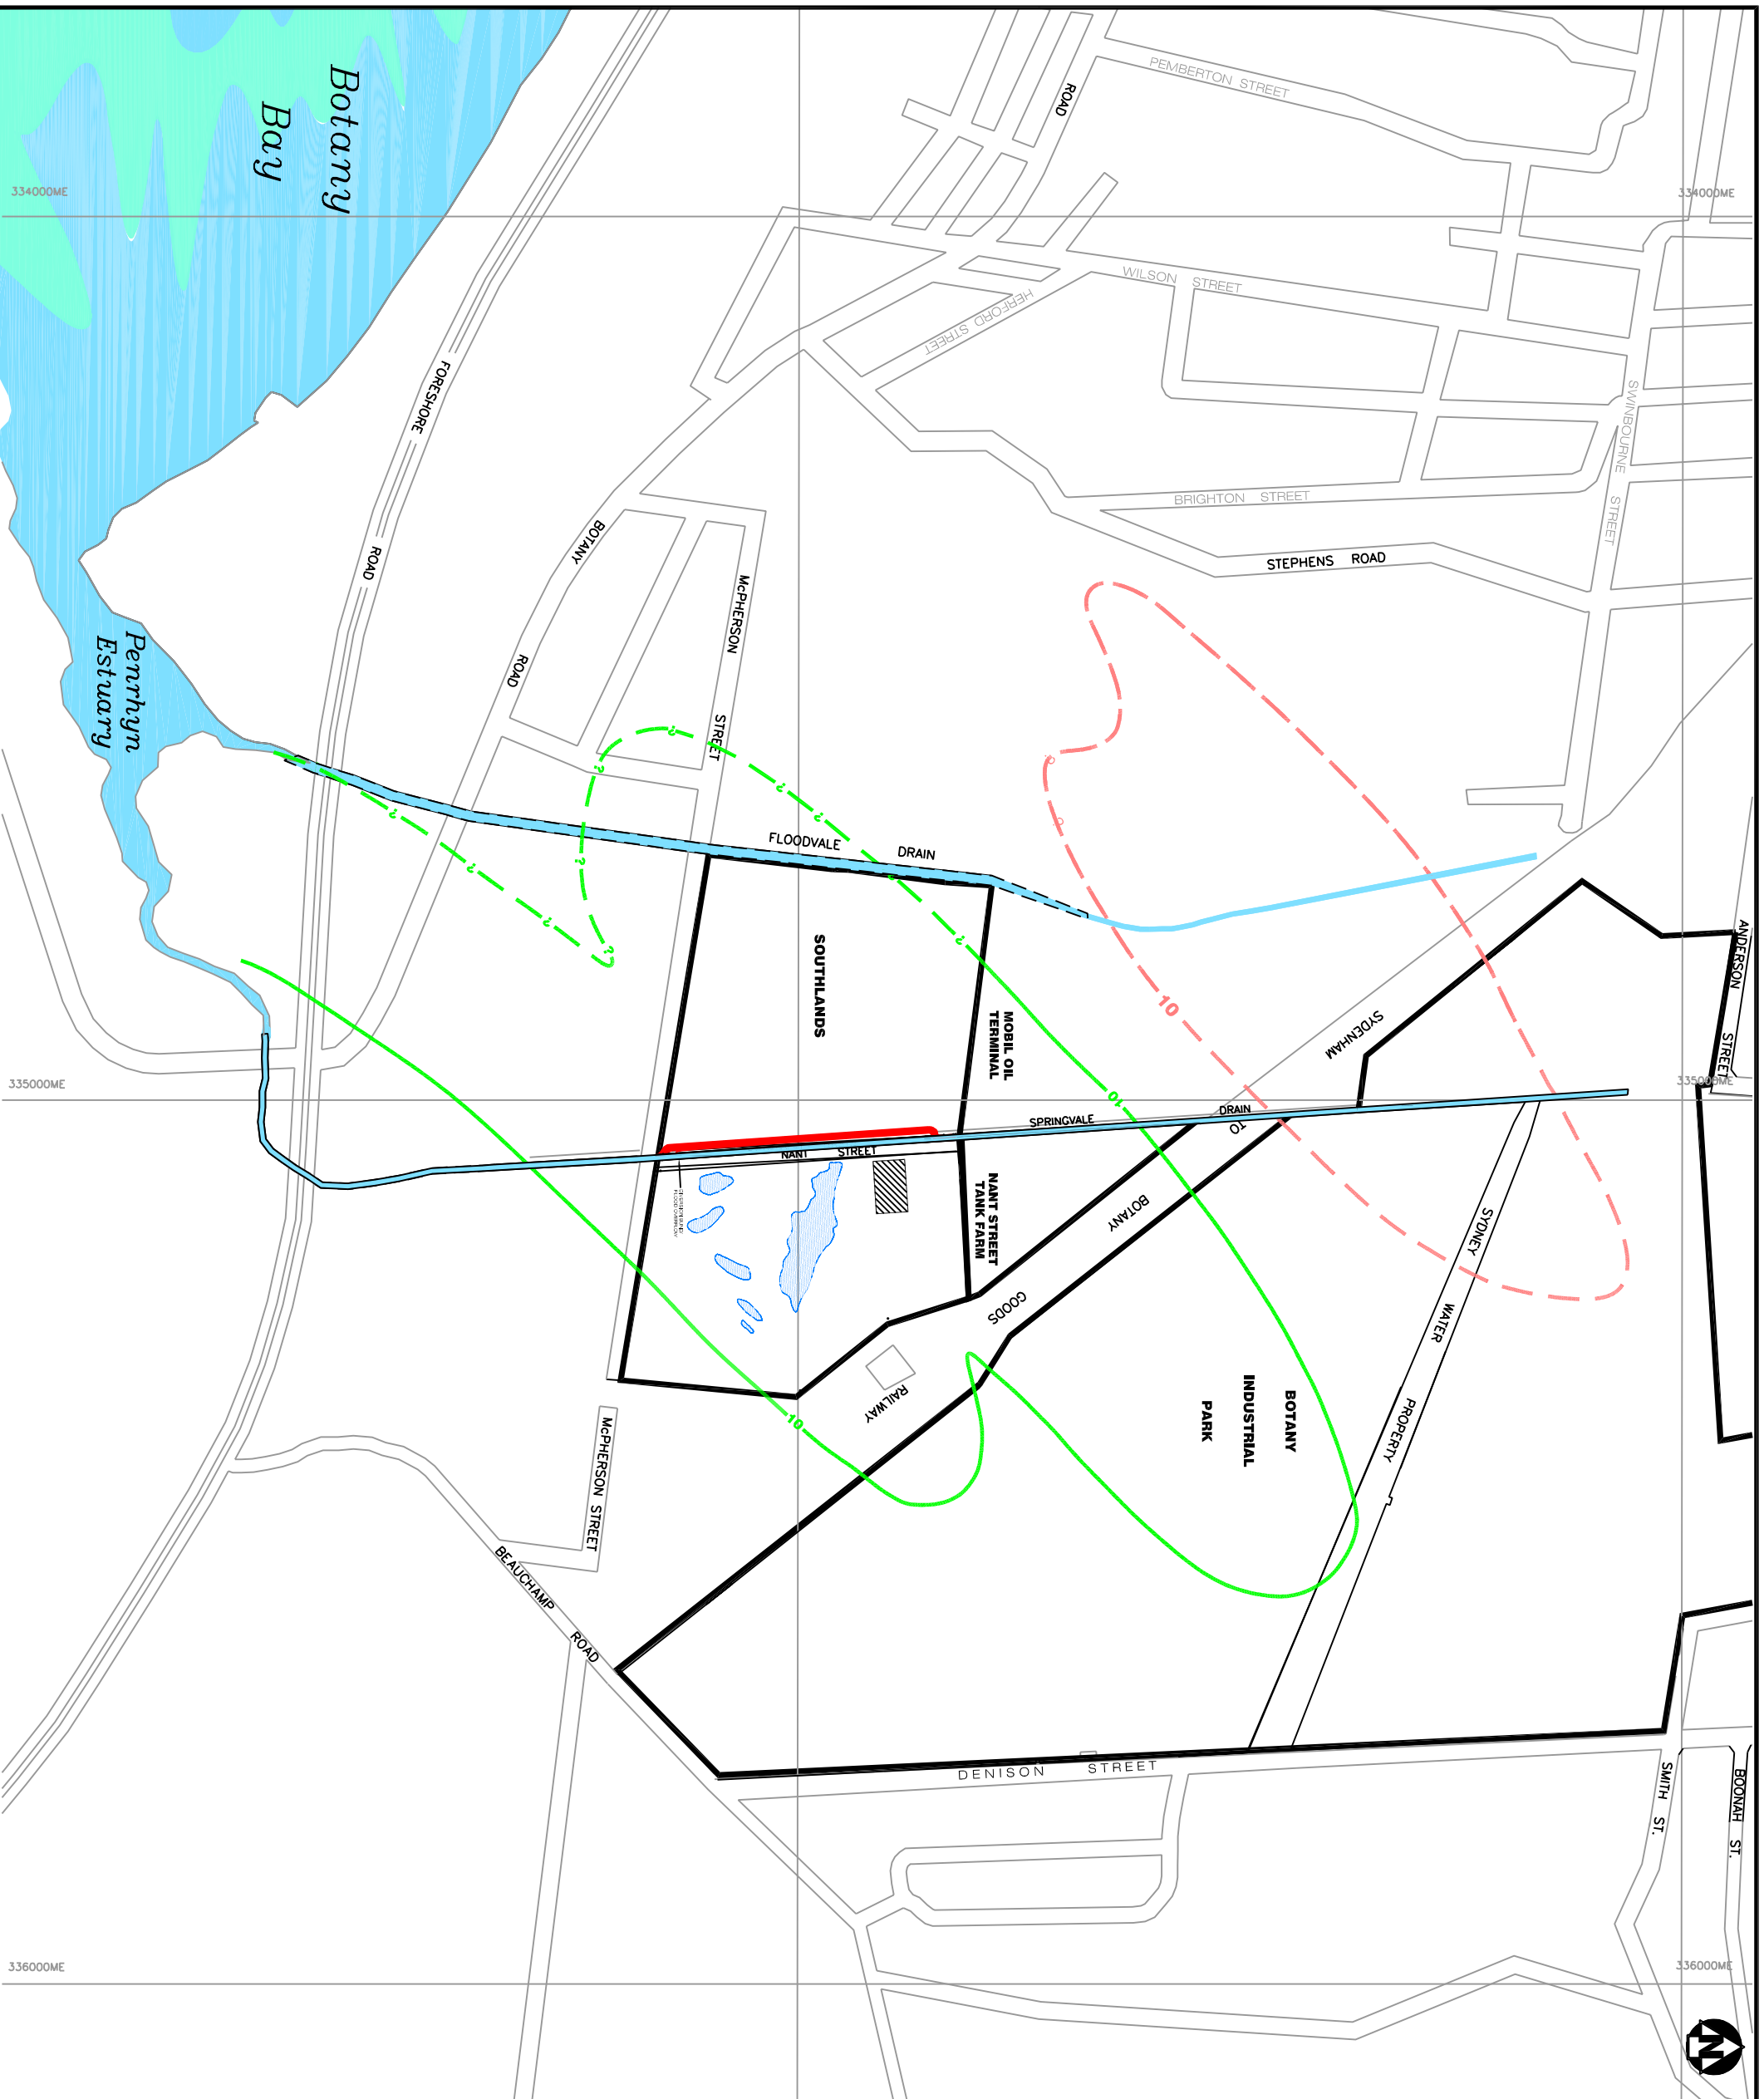 Botany
Bay
334000ME
334000ME
PEMBERTON STREET
ROAD
WILSON STREET
HERFORD STREET
SWINBOURNE STREET
BRIGHTON STREET
STEPHENS ROAD
FORESHORE ROAD
BOTANY ROAD
McPHERSON STREET
Penrhyn
Estuary
FLOODVALE DRAIN
SOUTHLANDS
MOBIL OIL
TERMINAL
10
10
10
? ? ? ? ? ? ? ? ? ? ?
SYDENHAM TO BOTANY GOODS RAILWAY
ANDERSON STREET
335000ME
335000ME
SPRINGVALE DRAIN
NANT STREET
NANT STREET
TANK FARM
SYDNEY WATER PROPERTY
BOTANY
INDUSTRIAL
PARK
McPHERSON STREET
BEAUCHAMP ROAD
DENISON STREET
SMITH ST.
BOONAH ST.
336000ME
336000ME
N